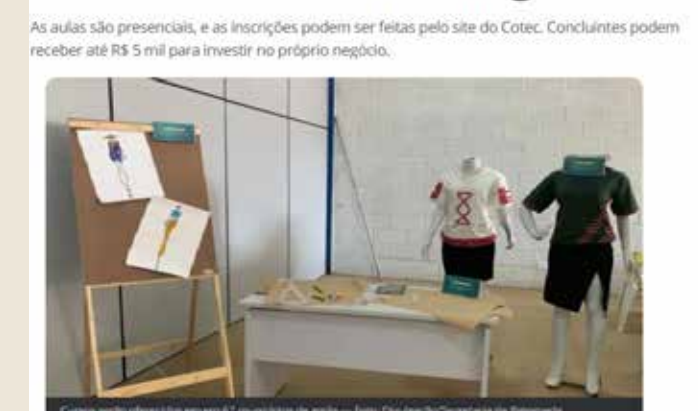 As aulas são presenciais, e as inscrições podem ser feitas pelo site do Cotec. Concluintes podem
receber até R$ 5 mil para investir no próprio negócio.